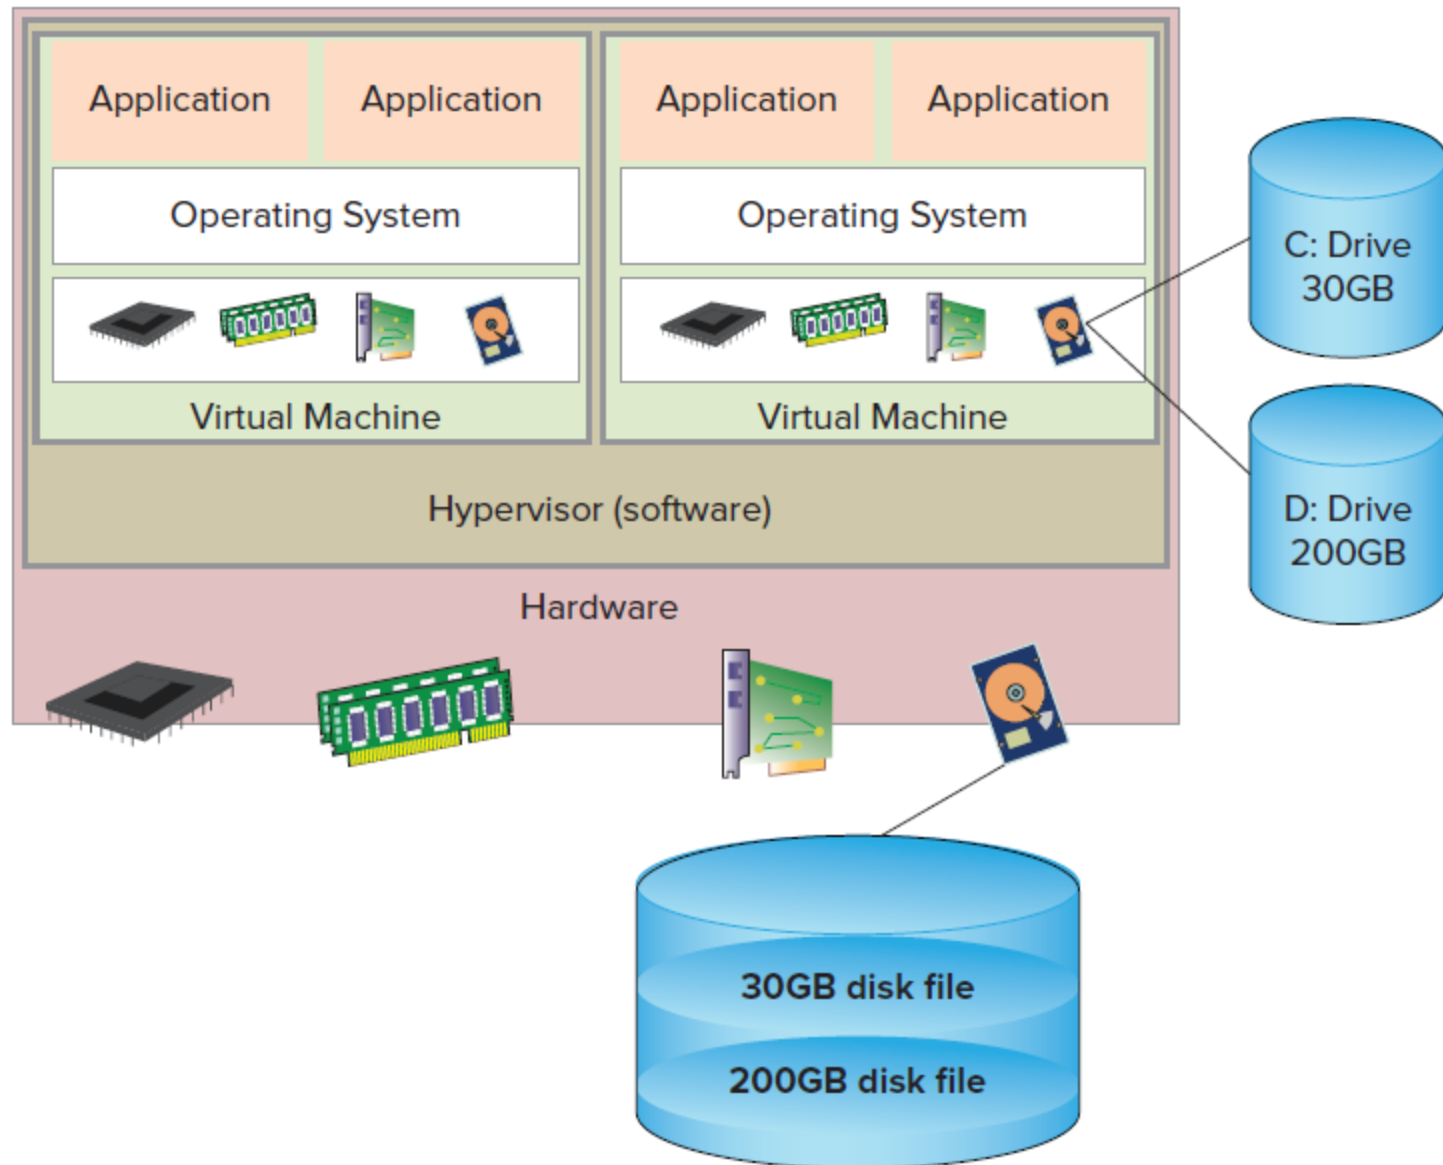 Application
Application
Application
Application
Operating System
Operating System
Virtual Machine
Virtual Machine
Hypervisor (software)
Hardware
C: Drive
30GB
D: Drive
200GB
30GB disk file
200GB disk file